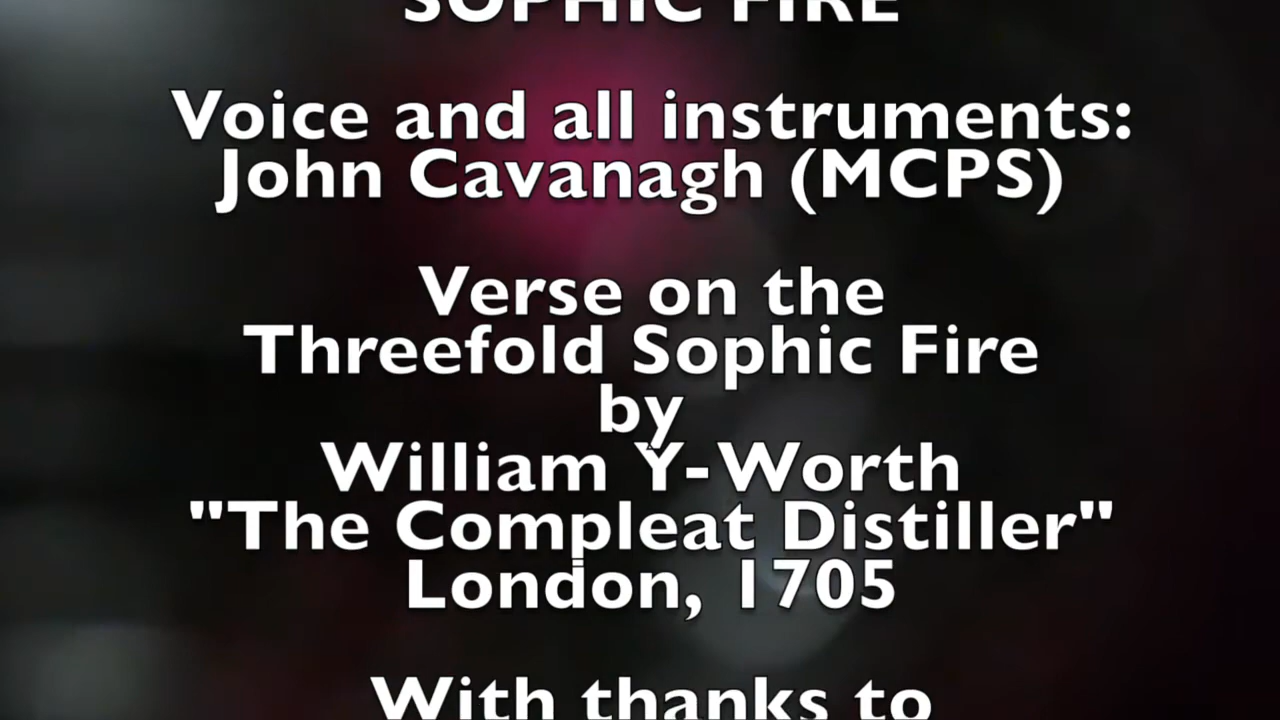 SOPHIC FIRE
Voice and all instruments:
John Cavanagh (MCPS)
Verse on the
Threefold Sophic Fire
by
William Y-Worth
"The Compleat Distiller"
London, 1705
With thanks to